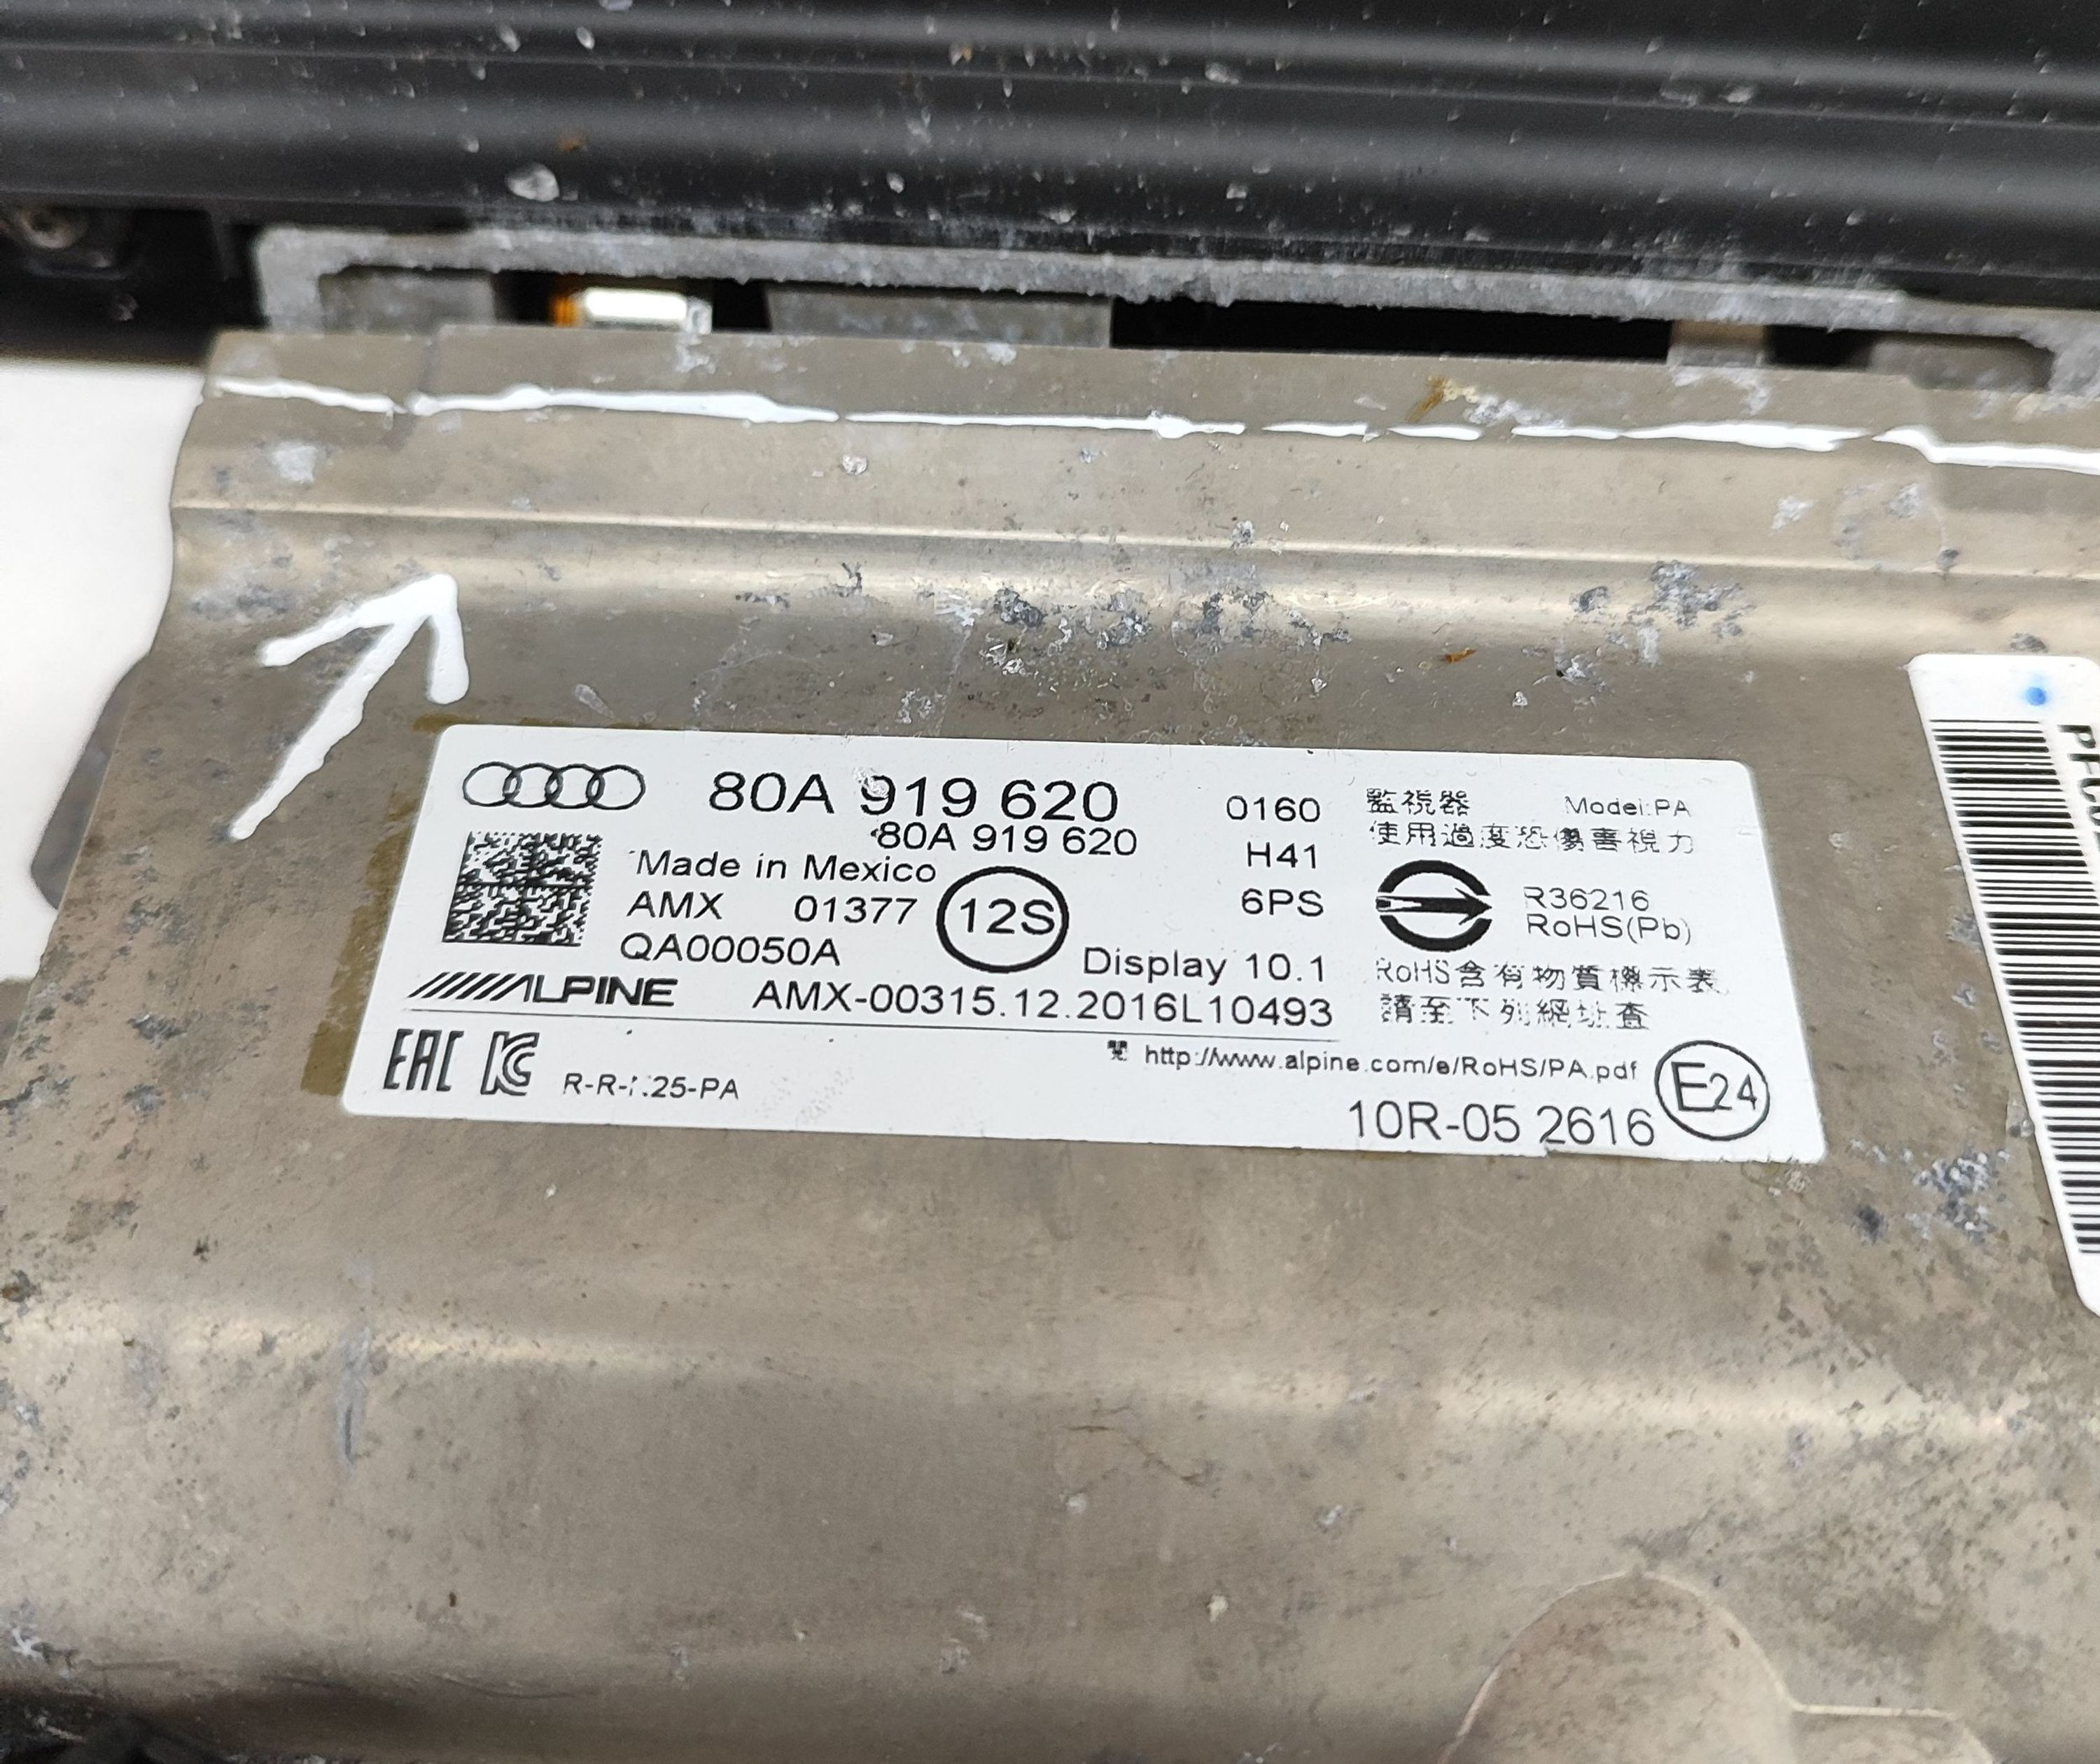 80A 919 620
80A 919 620
Made in Mexico
AMX 01377
12S
QA00050A
ALPINE
AMX-00315.12.2016L10493
0160
H41
6PS
Display 10.1
監視器 Model:PA
使用過度恐傷害視力
R36216
RoHS(Pb)
RoHS含有物質標示表
請至下列網址查
閱 http://www.alpine.com/e/RoHS/PA.pdf
EAC
10R-05 2616
E24